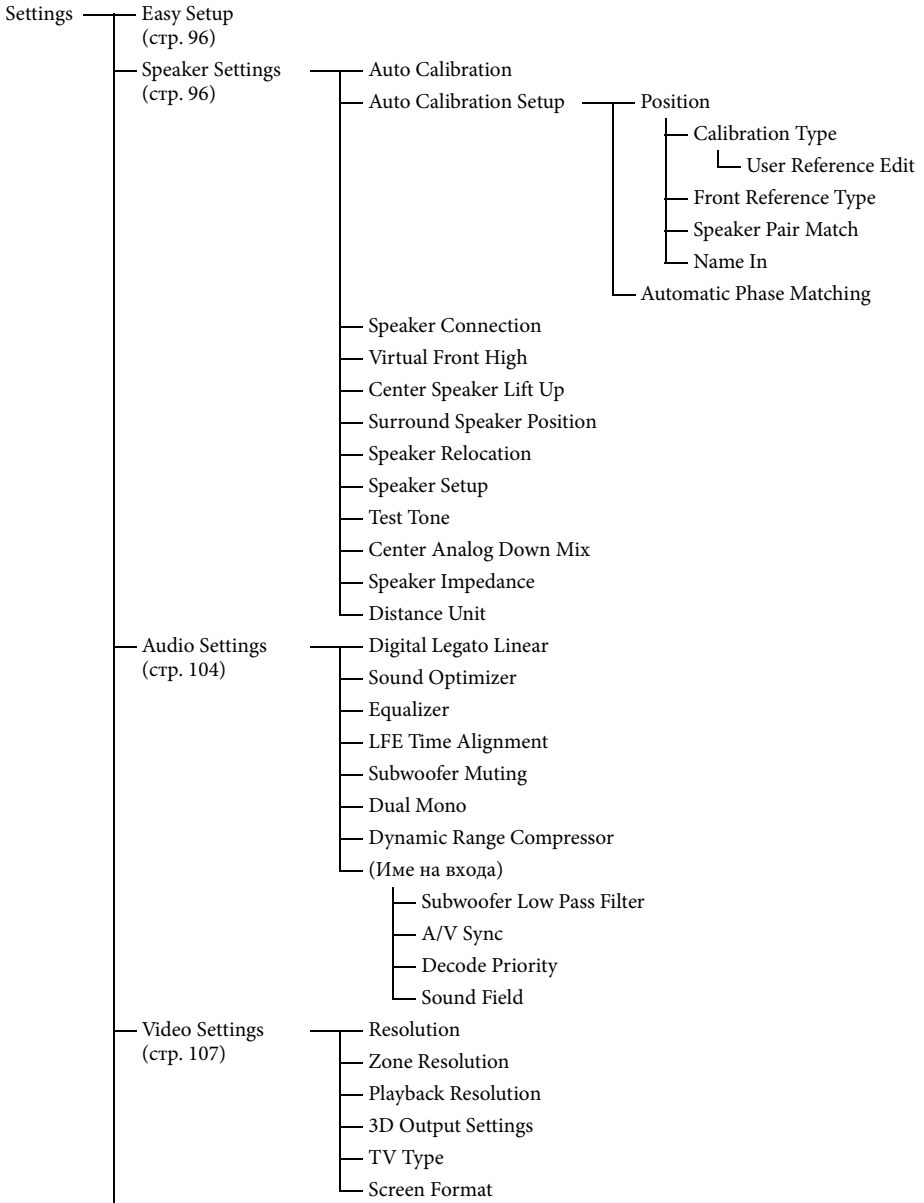 Settings
Easy Setup
(стр. 96)
Speaker Settings
(стр. 96)
Auto Calibration
Auto Calibration Setup
Position
Calibration Type
User Reference Edit
Front Reference Type
Speaker Pair Match
Name In
Automatic Phase Matching
Speaker Connection
Virtual Front High
Center Speaker Lift Up
Surround Speaker Position
Speaker Relocation
Speaker Setup
Test Tone
Center Analog Down Mix
Speaker Impedance
Distance Unit
Audio Settings
(стр. 104)
Digital Legato Linear
Sound Optimizer
Equalizer
LFE Time Alignment
Subwoofer Muting
Dual Mono
Dynamic Range Compressor
(Име на входа)
Subwoofer Low Pass Filter
A/V Sync
Decode Priority
Sound Field
Video Settings
(стр. 107)
Resolution
Zone Resolution
Playback Resolution
3D Output Settings
TV Type
Screen Format